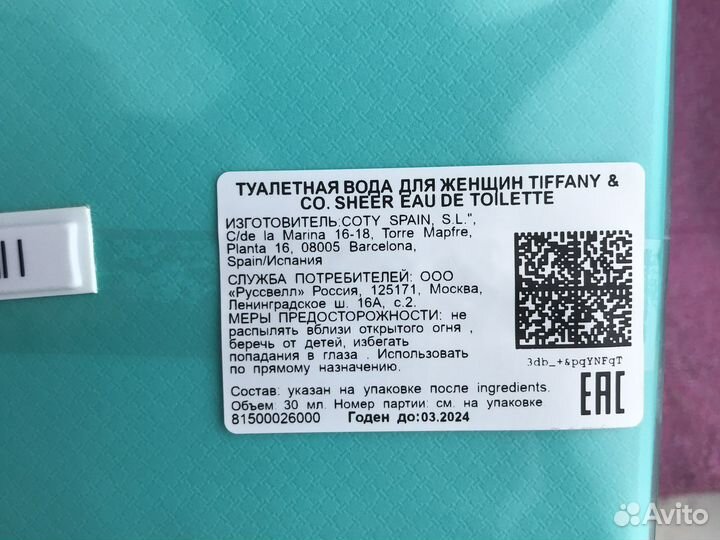 ТУАЛЕТНАЯ ВОДА ДЛЯ ЖЕНЩИН TIFFANY &
CO. SHEER EAU DE TOILETTE
ИЗГОТОВИТЕЛЬ:COTY SPAIN, S.L.",
C/de la Marina 16-18, Torre Mapfre,
Planta 16, 08005 Barcelona,
Spain/Испания
СЛУЖБА ПОТРЕБИТЕЛЕЙ: ООО
«Руссвелл» Россия, 125171, Москва,
Ленинградское ш. 16А, с.2.
МЕРЫ ПРЕДОСТОРОЖНОСТИ: не
распылять вблизи открытого огня ,
беречь от детей, избегать
попадания в глаза . Использовать
по прямому назначению.
3db_+&pqYNFqT
Состав: указан на упаковке после ingredients.
Объем: 30 мл. Номер партии: см. на упаковке
81500026000 Годен до:03.2024
EAC
Avito